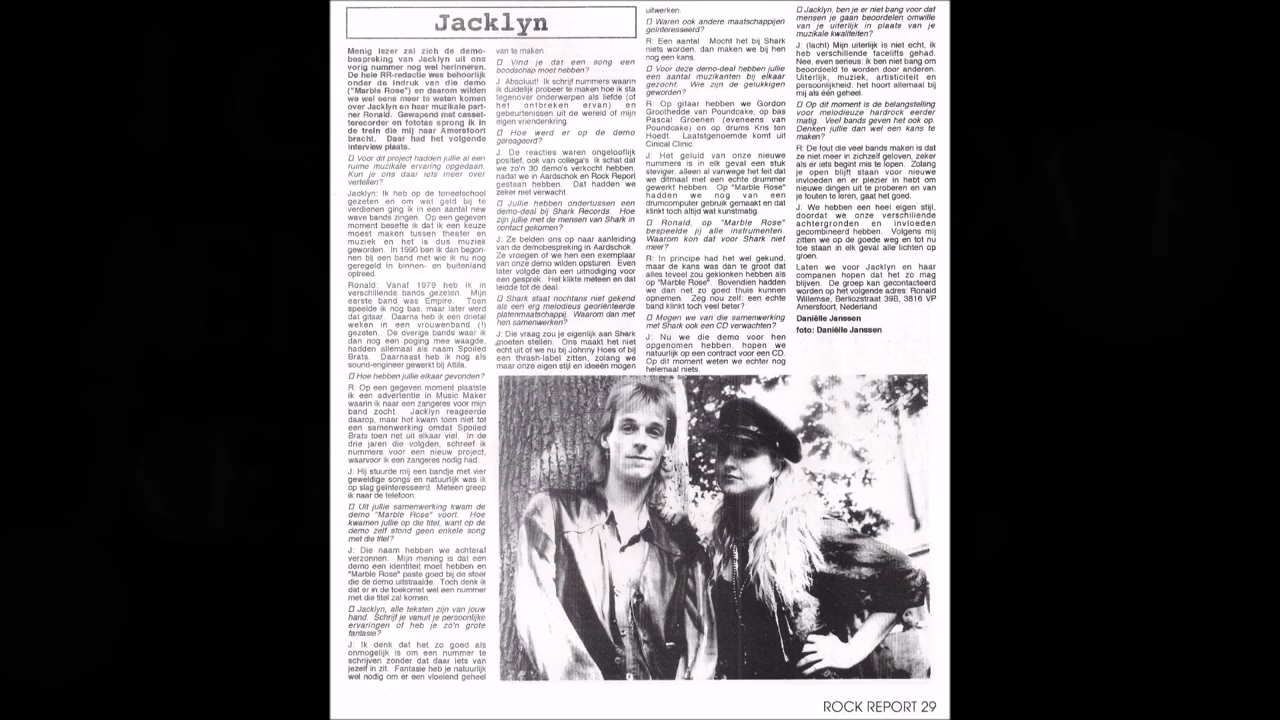 Jacklyn
Menig lezer zal zich de demo-
bespreking van Jacklyn uit ons
vorig nummer nog wel herinneren.
De hele RR-redactie was behoorlijk
onder de indruk van die demo
("Marble Rose") en daarom wilden
we wel eens meer te weten komen
over Jacklyn en haar muzikale part-
ner Ronald. Gewapend met casset-
terecorder en fototas sprong ik in
de trein die mij naar Amersfoort
bracht. Daar had het volgende
interview plaats.
Voor dit project hadden jullie al een
ruime muzikale ervaring opgedaan.
Kun je ons daar iets meer over
vertellen?
Jacklyn: Ik heb op de toneelschool
gezeten en om wat geld bij te
verdienen ging ik in een aantal new
wave bands zingen. Op een gegeven
moment besefte ik dat ik een keuze
moest maken tussen theater en
muziek en het is dus muziek
geworden. In 1990 ben ik dan begon-
nen bij een band met wie ik nu nog
geregeld in binnen- en buitenland
optreed.
Ronald: Vanaf 1979 heb ik in
verschillende bands gezeten. Mijn
eerste band was Empire. Toen
speelde ik nog bas, maar later werd
dat gitaar. Daarna heb ik een drietal
weken in een vrouwenband (!)
gezeten. De overige bands waar ik
dan nog een poging mee waagde,
hadden allemaal als naam Spoiled
Brats. Daarnaast heb ik nog als
sound-engineer gewerkt bij Attila.
Hoe hebben jullie elkaar gevonden?
R: Op een gegeven moment plaatste
ik een advertentie in Music Maker
waarin ik naar een zangeres voor mijn
band zocht. Jacklyn reageerde
daarop, maar het kwam toen niet tot
een samenwerking omdat Spoiled
Brats toen net uit elkaar viel. In de
drie jaren die volgden, schreef ik
nummers voor een nieuw project,
waarvoor ik een zangeres nodig had.
J: Hij stuurde mij een bandje met vier
geweldige songs en natuurlijk was ik
op slag geïnteresseerd. Meteen greep
ik naar de telefoon.
Uit jullie samenwerking kwam de
demo "Marble Rose" voort. Hoe
kwamen jullie op die titel, want op de
demo zelf stond geen enkele song
met die titel?
J: Die naam hebben we achteraf
verzonnen. Mijn mening is dat een
demo een identiteit moet hebben en
"Marble Rose" paste goed bij de sfeer
die de demo uitstraalde. Toch denk ik
dat er in de toekomst wel een nummer
met die titel zal komen.
Jacklyn, alle teksten zijn van jouw
hand. Schrijf je vanuit je persoonlijke
ervaringen of heb je zo'n grote
fantasie?
J: Ik denk dat het zo goed als
onmogelijk is om een nummer te
schrijven zonder dat daar iets van
jezelf in zit. Fantasie heb je natuurlijk
wel nodig om er een vloeiend geheel
van te maken.
Vind je dat een song een
boodschap moet hebben?
J: Absoluut! Ik schrijf nummers waarin
ik duidelijk probeer te maken hoe ik sta
tegenover onderwerpen als liefde (of
het ontbreken ervan) en
gebeurtenissen uit de wereld of mijn
eigen vriendenkring.
Hoe werd er op de demo
gereageerd?
J: De reacties waren ongelooflijk
positief, ook van collega's. Ik schat dat
we zo'n 30 demo's verkocht hebben,
nadat we in Aardschok en Rock Report
gestaan hebben. Dat hadden we
zeker niet verwacht.
Jullie hebben ondertussen een
demo-deal bij Shark Records. Hoe
zijn jullie met de mensen van Shark in
contact gekomen?
J: Ze belden ons op naar aanleiding
van de demobespreking in Aardschok.
Ze vroegen of we hen een exemplaar
van onze demo wilden opsturen. Even
later volgde dan een uitnodiging voor
een gesprek. Het klikte meteen en dat
leidde tot de deal.
Shark staat nochtans niet gekend
als een erg melodieus georiënteerde
platenmaatschappij. Waarom dan met
hen samenwerken?
J: Die vraag zou je eigenlijk aan Shark
moeten stellen. Ons maakt het niet
echt uit of we nu bij Johnny Hoes of bij
een thrash-label zitten, zolang we
maar onze eigen stijl en ideeën mogen
uitwerken.
Waren ook andere maatschappijen
geïnteresseerd?
R: Een aantal. Mocht het bij Shark
niets worden, dan maken we bij hen
nog een kans.
Voor deze demo-deal hebben jullie
een aantal muzikanten bij elkaar
gezocht. Wie zijn de gelukkigen
geworden?
R: Op gitaar hebben we Gordon
Groothedde van Poundcake, op bas
Pascal Groenen (eveneens van
Poundcake) en op drums Kris ten
Hoedt. Laatstgenoemde komt uit
Cinical Clinic.
J: Het geluid van onze nieuwe
nummers is in elk geval een stuk
steviger, alleen al vanwege het feit dat
we ditmaal met een echte drummer
gewerkt hebben. Op "Marble Rose"
hadden we nog van een
drumcomputer gebruik gemaakt en dat
klinkt toch altijd wat kunstmatig.
Ronald, op "Marble Rose"
bespeelde jij alle instrumenten.
Waarom kon dat voor Shark niet
meer?
R: In principe had het wel gekund,
maar de kans was dan te groot dat
alles teveel zou geklonken hebben als
op "Marble Rose". Bovendien hadden
we dan net zo goed thuis kunnen
opnemen. Zeg nou zelf: een echte
band klinkt toch veel beter?
Mogen we van die samenwerking
met Shark ook een CD verwachten?
J: Nu we die demo voor hen
opgenomen hebben, hopen we
natuurlijk op een contract voor een CD.
Op dit moment weten we echter nog
helemaal niets.
Jacklyn, ben je er niet bang voor dat
mensen je gaan beoordelen omwille
van je uiterlijk in plaats van je
muzikale kwaliteiten?
J: (lacht) Mijn uiterlijk is niet echt, ik
heb verschillende facelifts gehad.
Nee, even serieus: ik ben niet bang om
beoordeeld te worden door anderen.
Uiterlijk, muziek, artisticiteit en
persoonlijkheid: het hoort allemaal bij
mij als één geheel.
Op dit moment is de belangstelling
voor melodieuze hardrock eerder
matig. Veel bands geven het ook op.
Denken jullie dan wel een kans te
maken?
R: De fout die veel bands maken is dat
ze niet meer in zichzelf geloven, zeker
als er iets begint mis te lopen. Zolang
je open blijft staan voor nieuwe
invloeden en er plezier in hebt om
nieuwe dingen uit te proberen en van
je fouten te leren, gaat het goed.
J: We hebben een heel eigen stijl,
doordat we onze verschillende
achtergronden en invloeden
gecombineerd hebben. Volgens mij
zitten we op de goede weg en tot nu
toe staan in elk geval alle lichten op
groen.
Laten we voor Jacklyn en haar
companen hopen dat het zo mag
blijven. De groep kan gecontacteerd
worden op het volgende adres: Ronald
Willemse, Berliozstraat 39B, 3816 VP
Amersfoort, Nederland
Daniëlle Janssen
foto: Daniëlle Janssen
ROCK REPORT 29